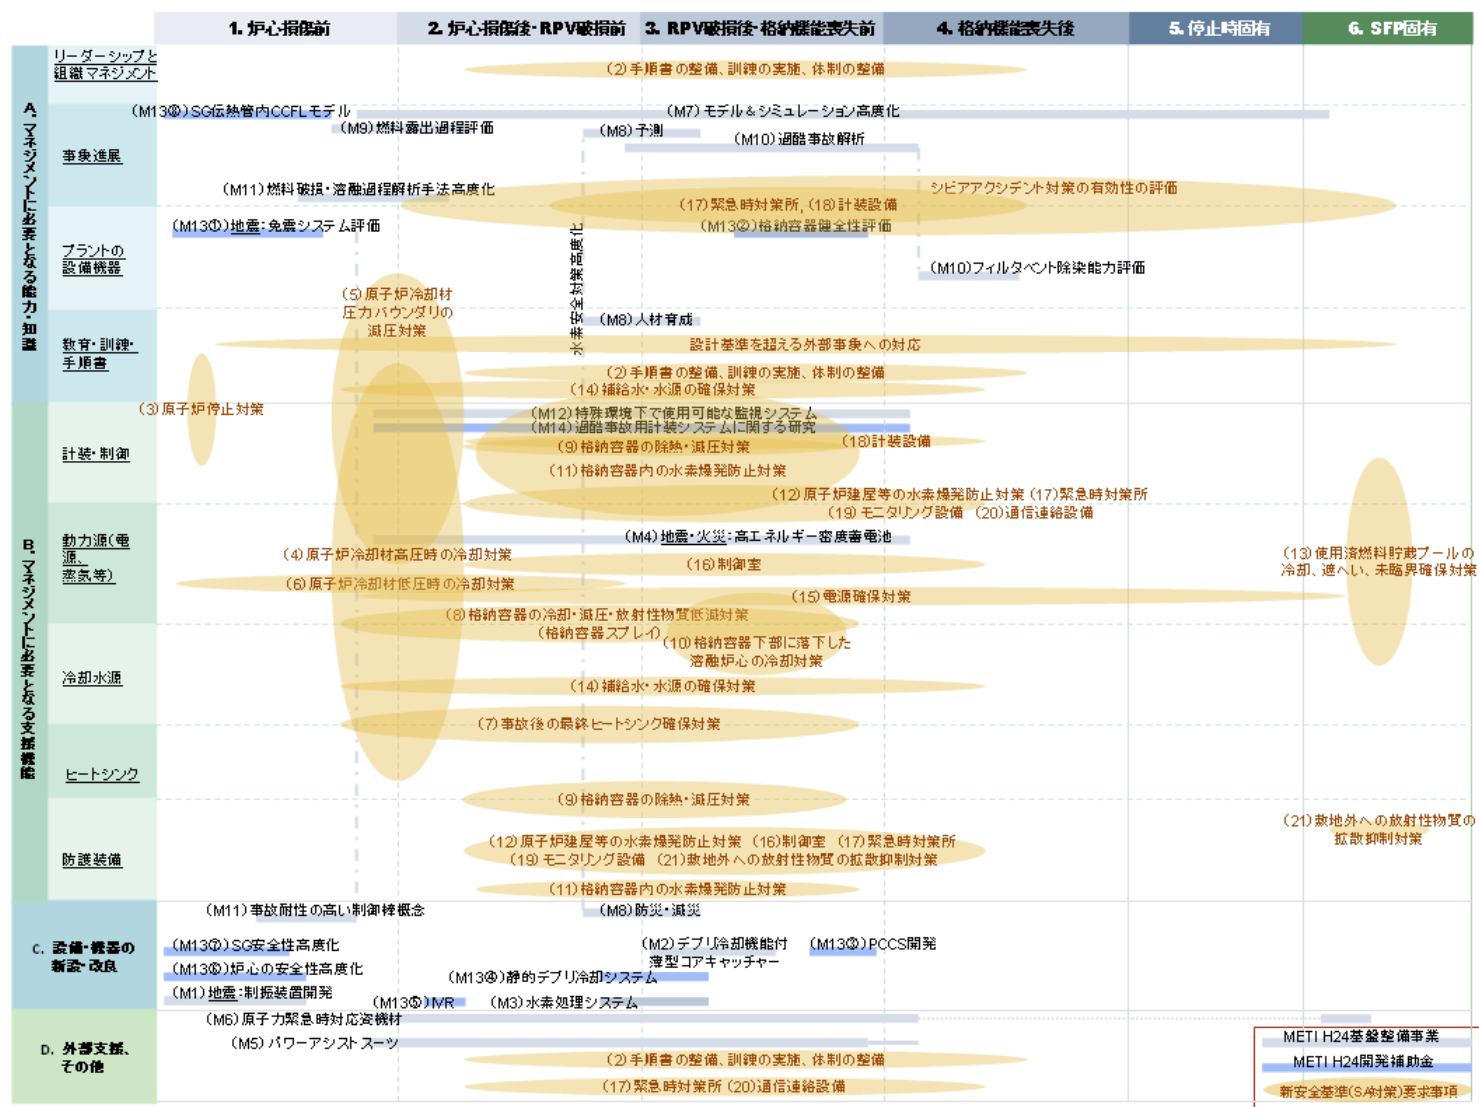 1. 炉心損傷前
2. 炉心損傷後・RPV破損前
3. RPV破損後・格納機能喪失前
4. 格納機能喪失後
5. 停止時固有
6. SFP固有
A. マネジメントに必要となる能力・知識
リーダーシップと
組織マネジメント
(2)手順書の整備、訓練の実施、体制の整備
事象進展
(M13⑧)SG伝熱管内CCFLモデル
(M7)モデル&シミュレーション高度化
(M9)燃料露出過程評価
(M8)予測
(M10)過酷事故解析
(M11)燃料破損・溶融過程解析手法高度化
シビアアクシデント対策の有効性の評価
(17)緊急時対策所, (18)計装設備
プラントの
設備機器
(M13①)地震:免震システム評価
(M13②)格納容器健全性評価
(M10)フィルタベント除染能力評価
水素安全対策高度化
(5)原子炉冷却材
圧力バウンダリの
減圧対策
教育・訓練・
手順書
(M8)人材育成
設計基準を超える外部事象への対応
(2)手順書の整備、訓練の実施、体制の整備
(14)補給水・水源の確保対策
(3)原子炉停止対策
B. マネジメントに必要となる支援機能
計装・制御
(M12)特殊環境下で使用可能な監視システム
(M14)過酷事故用計装システムに関する研究
(18)計装設備
(9)格納容器の除熱・減圧対策
(11)格納容器内の水素爆発防止対策
(12)原子炉建屋等の水素爆発防止対策 (17)緊急時対策所
(19)モニタリング設備 (20)通信連絡設備
動力源(電
源、
蒸気等)
(M4)地震・火災:高エネルギー密度蓄電池
(4)原子炉冷却材高圧時の冷却対策
(16)制御室
(13)使用済燃料貯蔵プールの
冷却、遮へい、未臨界確保対策
(6)原子炉冷却材低圧時の冷却対策
(15)電源確保対策
冷却水源
(8)格納容器の冷却・減圧・放射性物質低減対策
(格納容器スプレイ)
(10)格納容器下部に落下した
溶融炉心の冷却対策
(14)補給水・水源の確保対策
ヒートシンク
(7)事故後の最終ヒートシンク確保対策
防護装備
(9)格納容器の除熱・減圧対策
(12)原子炉建屋等の水素爆発防止対策 (16)制御室 (17)緊急時対策所
(19)モニタリング設備 (21)敷地外への放射性物質の拡散抑制対策
(21)敷地外への放射性物質の
拡散抑制対策
(11)格納容器内の水素爆発防止対策
C. 設備・機器の
新設・改良
(M11)事故耐性の高い制御棒概念
(M8)防災・減災
(M13⑦)SG安全性高度化
(M2)デブリ冷却機能付
薄型コアキャッチャー
(M13③)PCCS開発
(M13⑥)炉心の安全性高度化
(M13④)静的デブリ冷却システム
(M1)地震:制振装置開発
(M13⑤)IVR
(M3)水素処理システム
D. 外部支援、
その他
(M6)原子力緊急時対応資機材
(M5)パワーアシストスーツ
(2)手順書の整備、訓練の実施、体制の整備
(17)緊急時対策所 (20)通信連絡設備
METI H24基盤整備事業
METI H24開発補助金
新安全基準(SA対策)要求事項